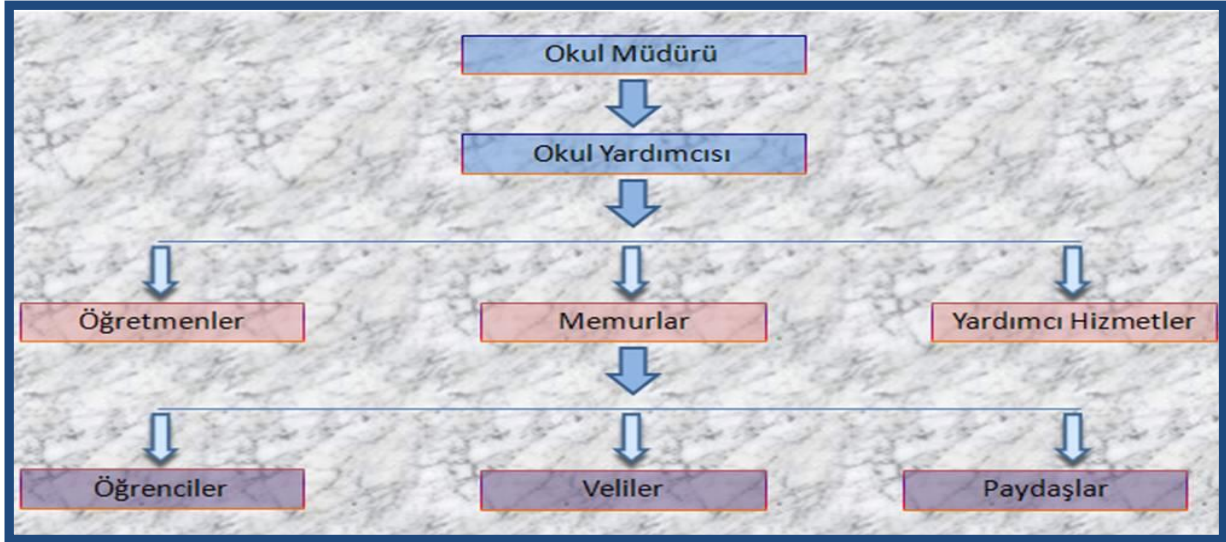 Okul Müdürü
Okul Yardımcısı
Öğretmenler
Memurlar
Yardımcı Hizmetler
Öğrenciler
Veliler
Paydaşlar